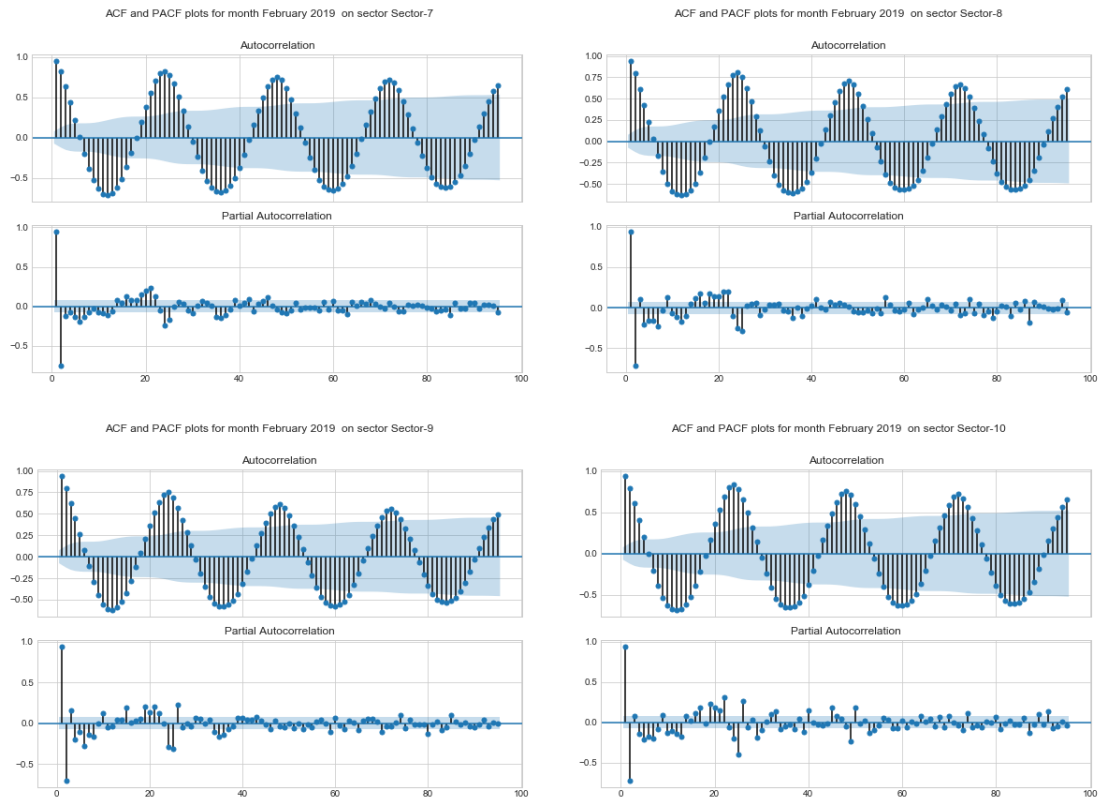 ACF and PACF plots for month February 2019 on sector Sector-7
Autocorrelation
1.0
0.5
0.0
−0.5
Partial Autocorrelation
1.0
0.5
0.0
−0.5
0 20 40 60 80 100
ACF and PACF plots for month February 2019 on sector Sector-8
Autocorrelation
1.00
0.75
0.50
0.25
0.00
−0.25
−0.50
Partial Autocorrelation
1.0
0.5
0.0
−0.5
0 20 40 60 80 100
ACF and PACF plots for month February 2019 on sector Sector-9
Autocorrelation
1.00
0.75
0.50
0.25
0.00
−0.25
−0.50
Partial Autocorrelation
1.0
0.5
0.0
−0.5
0 20 40 60 80 100
ACF and PACF plots for month February 2019 on sector Sector-10
Autocorrelation
1.0
0.5
0.0
−0.5
Partial Autocorrelation
1.0
0.5
0.0
−0.5
0 20 40 60 80 100